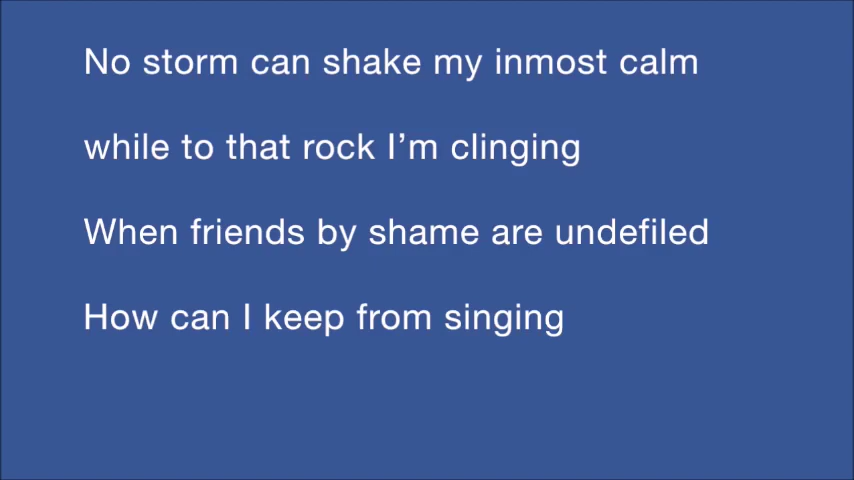 No storm can shake my inmost calm
while to that rock I’m clinging
When friends by shame are undefiled
How can I keep from singing